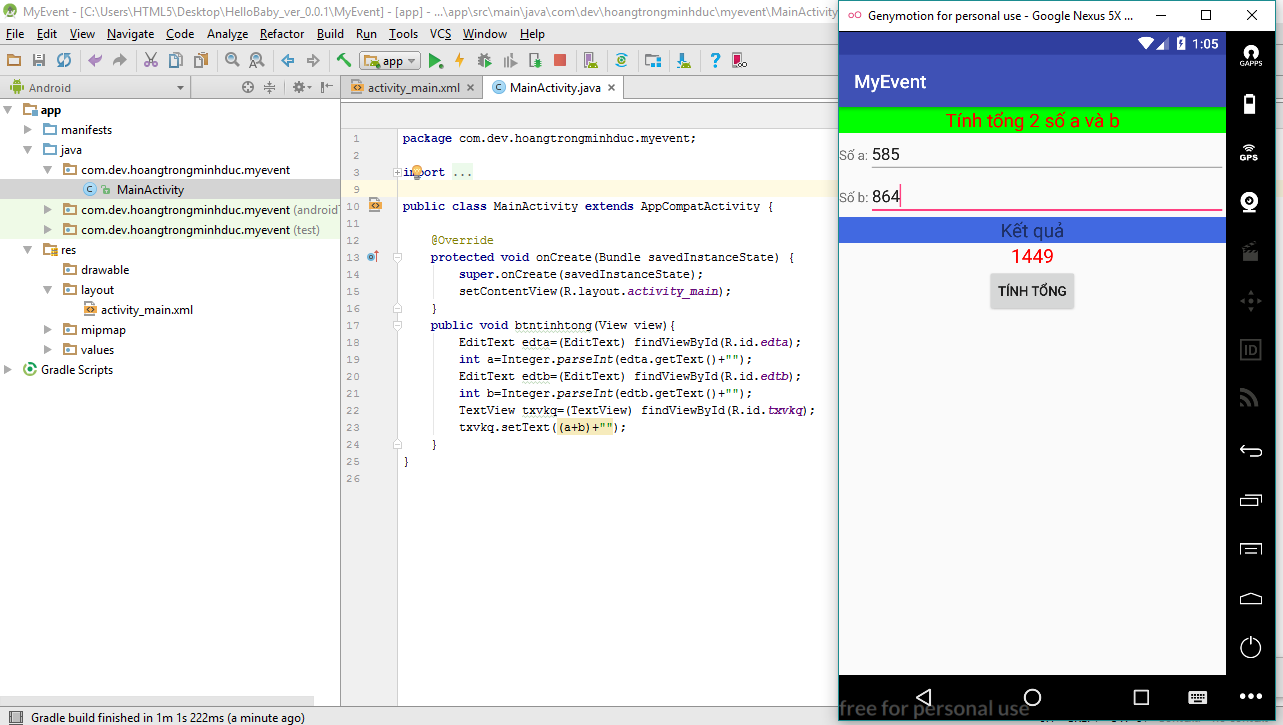 MyEvent - [C:\Users\HTML5\Desktop\HelloBaby_ver_0.0.1\MyEvent] - [app] - ...\app\src\main\java\com\dev\hoangtrongminhduc\myevent\MainActivity
File Edit View Navigate Code Analyze Refactor Build Run Tools VCS Window Help
app
Android
activity_main.xml
MainActivity.java
app
manifests
java
com.dev.hoangtrongminhduc.myevent
MainActivity
com.dev.hoangtrongminhduc.myevent (android
com.dev.hoangtrongminhduc.myevent (test)
res
drawable
layout
activity_main.xml
mipmap
values
Gradle Scripts
1 package com.dev.hoangtrongminhduc.myevent;
2
3 import ...
9
10 public class MainActivity extends AppCompatActivity {
11
12 @Override
13 protected void onCreate(Bundle savedInstanceState) {
14 super.onCreate(savedInstanceState);
15 setContentView(R.layout.activity_main);
16 }
17 public void btntinhtong(View view){
18 EditText edta=(EditText) findViewById(R.id.edta);
19 int a=Integer.parseInt(edta.getText()+"");
20 EditText edtb=(EditText) findViewById(R.id.edtb);
21 int b=Integer.parseInt(edtb.getText()+"");
22 TextView txvkq=(TextView) findViewById(R.id.txvkq);
23 txvkq.setText((a+b)+"");
24 }
25 }
26
Gradle build finished in 1m 1s 222ms (a minute ago)
Genymotion for personal use - Google Nexus 5X ...
1:05
MyEvent
Tính tổng 2 số a và b
Số a: 585
Số b: 864
Kết quả
1449
TÍNH TỔNG
free for personal use
GAPPS
GPS
ID